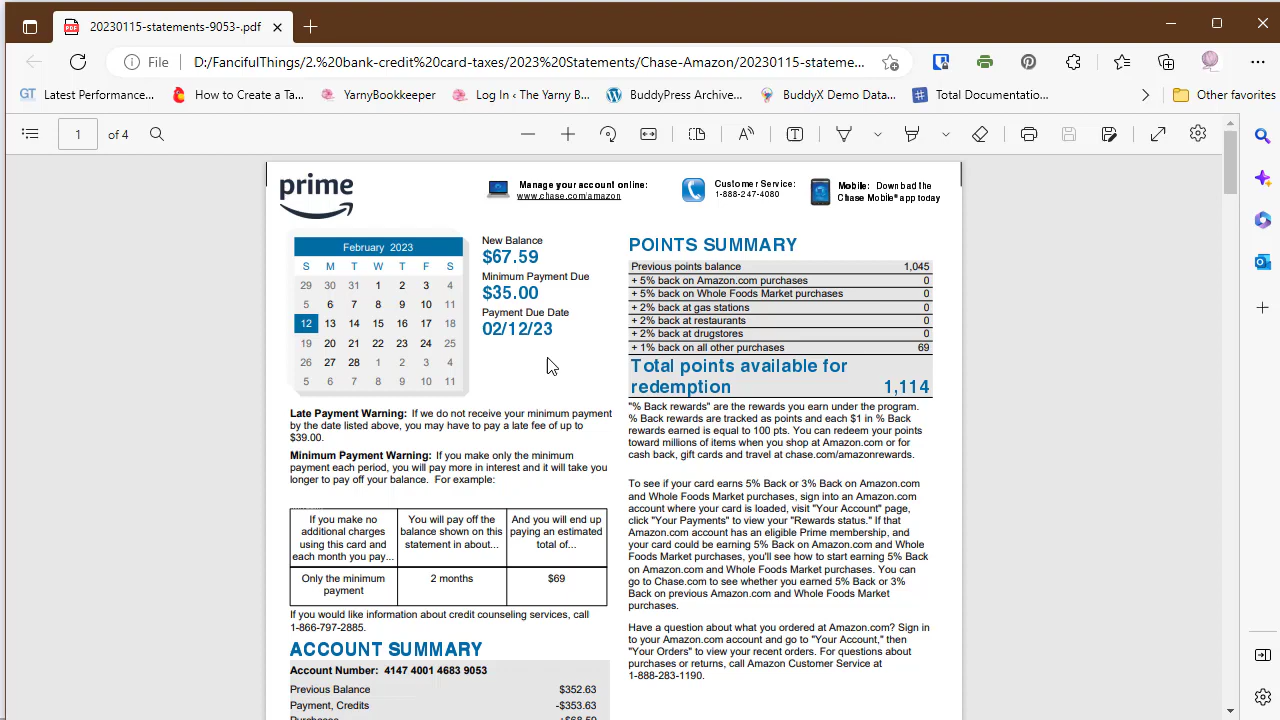 20230115-statements-9053-.pdf
File D:/FancifulThings/2.%20bank-credit%20card-taxes/2023%20Statements/Chase-Amazon/20230115-stateme...
GT Latest Performance... How to Create a Ta... YarnyBookkeeper Log In ‹ The Yarny B... BuddyPress Archive... BuddyX Demo Data... Total Documentatio... Other favorites
1 of 4
prime
Manage your account online:
www.chase.com/amazon
Customer Service:
1-888-247-4080
Mobile: Download the
Chase Mobile® app today
February 2023
S M T W T F S
29 30 31 1 2 3 4
5 6 7 8 9 10 11
12 13 14 15 16 17 18
19 20 21 22 23 24 25
26 27 28 1 2 3 4
5 6 7 8 9 10 11
New Balance
$67.59
Minimum Payment Due
$35.00
Payment Due Date
02/12/23
Late Payment Warning: If we do not receive your minimum payment
by the date listed above, you may have to pay a late fee of up to
$39.00.
Minimum Payment Warning: If you make only the minimum
payment each period, you will pay more in interest and it will take you
longer to pay off your balance. For example:
If you make no
additional charges
using this card and
each month you pay...
You will pay off the
balance shown on this
statement in about...
And you will end up
paying an estimated
total of...
Only the minimum
payment
2 months
$69
If you would like information about credit counseling services, call
1-866-797-2885.
ACCOUNT SUMMARY
Account Number: 4147 4001 4683 9053
Previous Balance $352.63
Payment, Credits -$353.63
Purchases +$68.59
POINTS SUMMARY
Previous points balance 1,045
+ 5% back on Amazon.com purchases 0
+ 5% back on Whole Foods Market purchases 0
+ 2% back at gas stations 0
+ 2% back at restaurants 0
+ 2% back at drugstores 0
+ 1% back on all other purchases 69
Total points available for
redemption 1,114
"% Back rewards" are the rewards you earn under the program.
% Back rewards are tracked as points and each $1 in % Back
rewards earned is equal to 100 pts. You can redeem your points
toward millions of items when you shop at Amazon.com or for
cash back, gift cards and travel at chase.com/amazonrewards.
To see if your card earns 5% Back or 3% Back on Amazon.com
and Whole Foods Market purchases, sign into an Amazon.com
account where your card is loaded, visit "Your Account" page,
click "Your Payments" to view your "Rewards status." If that
Amazon.com account has an eligible Prime membership, and
your card could be earning 5% Back on Amazon.com and Whole
Foods Market purchases, you'll see how to start earning 5% Back
on Amazon.com and Whole Foods Market purchases. You can
go to Chase.com to see whether you earned 5% Back or 3%
Back on previous Amazon.com and Whole Foods Market
purchases.
Have a question about what you ordered at Amazon.com? Sign in
to your Amazon.com account and go to "Your Account," then
"Your Orders" to view your recent orders. For questions about
purchases or returns, call Amazon Customer Service at
1-888-283-1190.